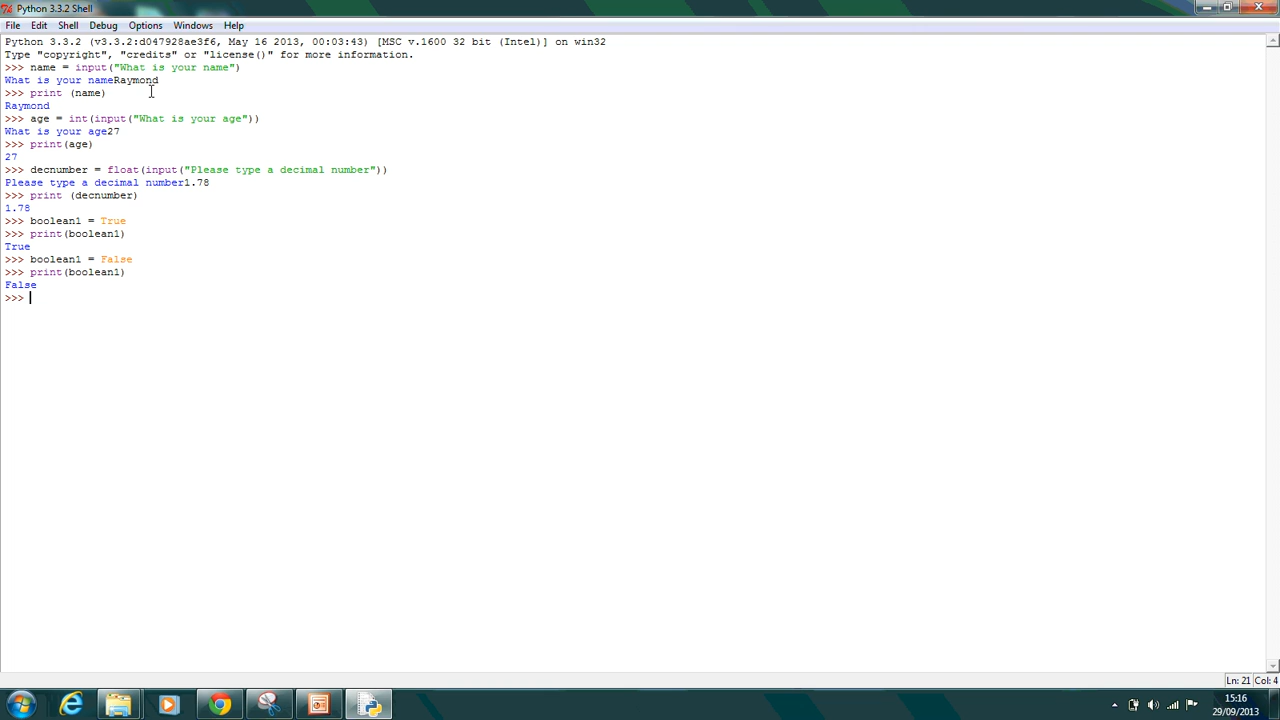 Python 3.3.2 Shell
File Edit Shell Debug Options Windows Help
Python 3.3.2 (v3.3.2:d047928ae3f6, May 16 2013, 00:03:43) [MSC v.1600 32 bit (Intel)] on win32
Type "copyright", "credits" or "license()" for more information.
>>> name = input("What is your name")
What is your nameRaymond
>>> print (name)
Raymond
>>> age = int(input("What is your age"))
What is your age27
>>> print(age)
27
>>> decnumber = float(input("Please type a decimal number"))
Please type a decimal number1.78
>>> print (decnumber)
1.78
>>> boolean1 = True
>>> print(boolean1)
True
>>> boolean1 = False
>>> print(boolean1)
False
>>>
Ln: 21 Col: 4
15:16
29/09/2013